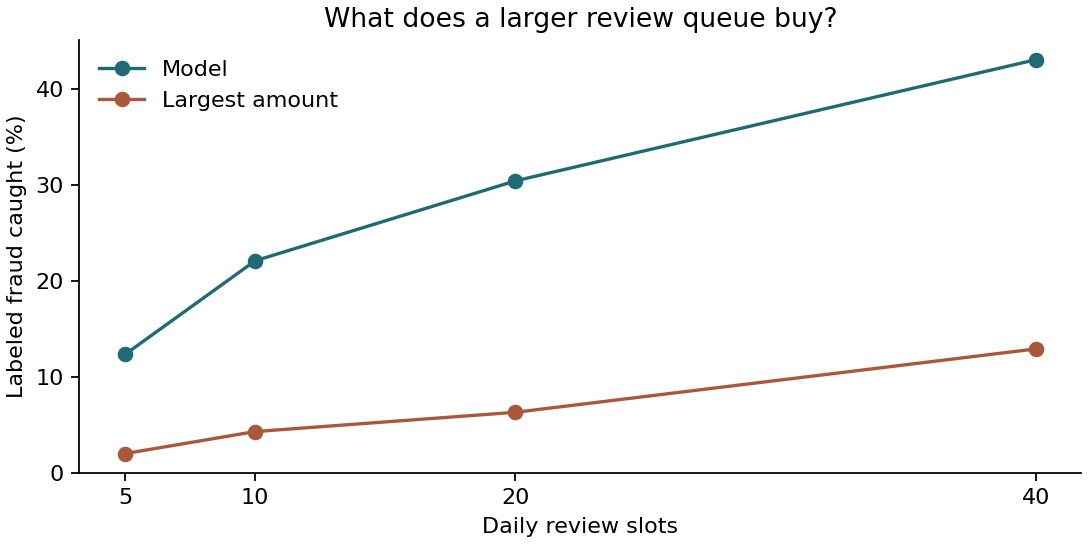 What does a larger review queue buy?
Model
Largest amount
Labeled fraud caught (%)
40
30
20
10
0
5 10 20 40
Daily review slots